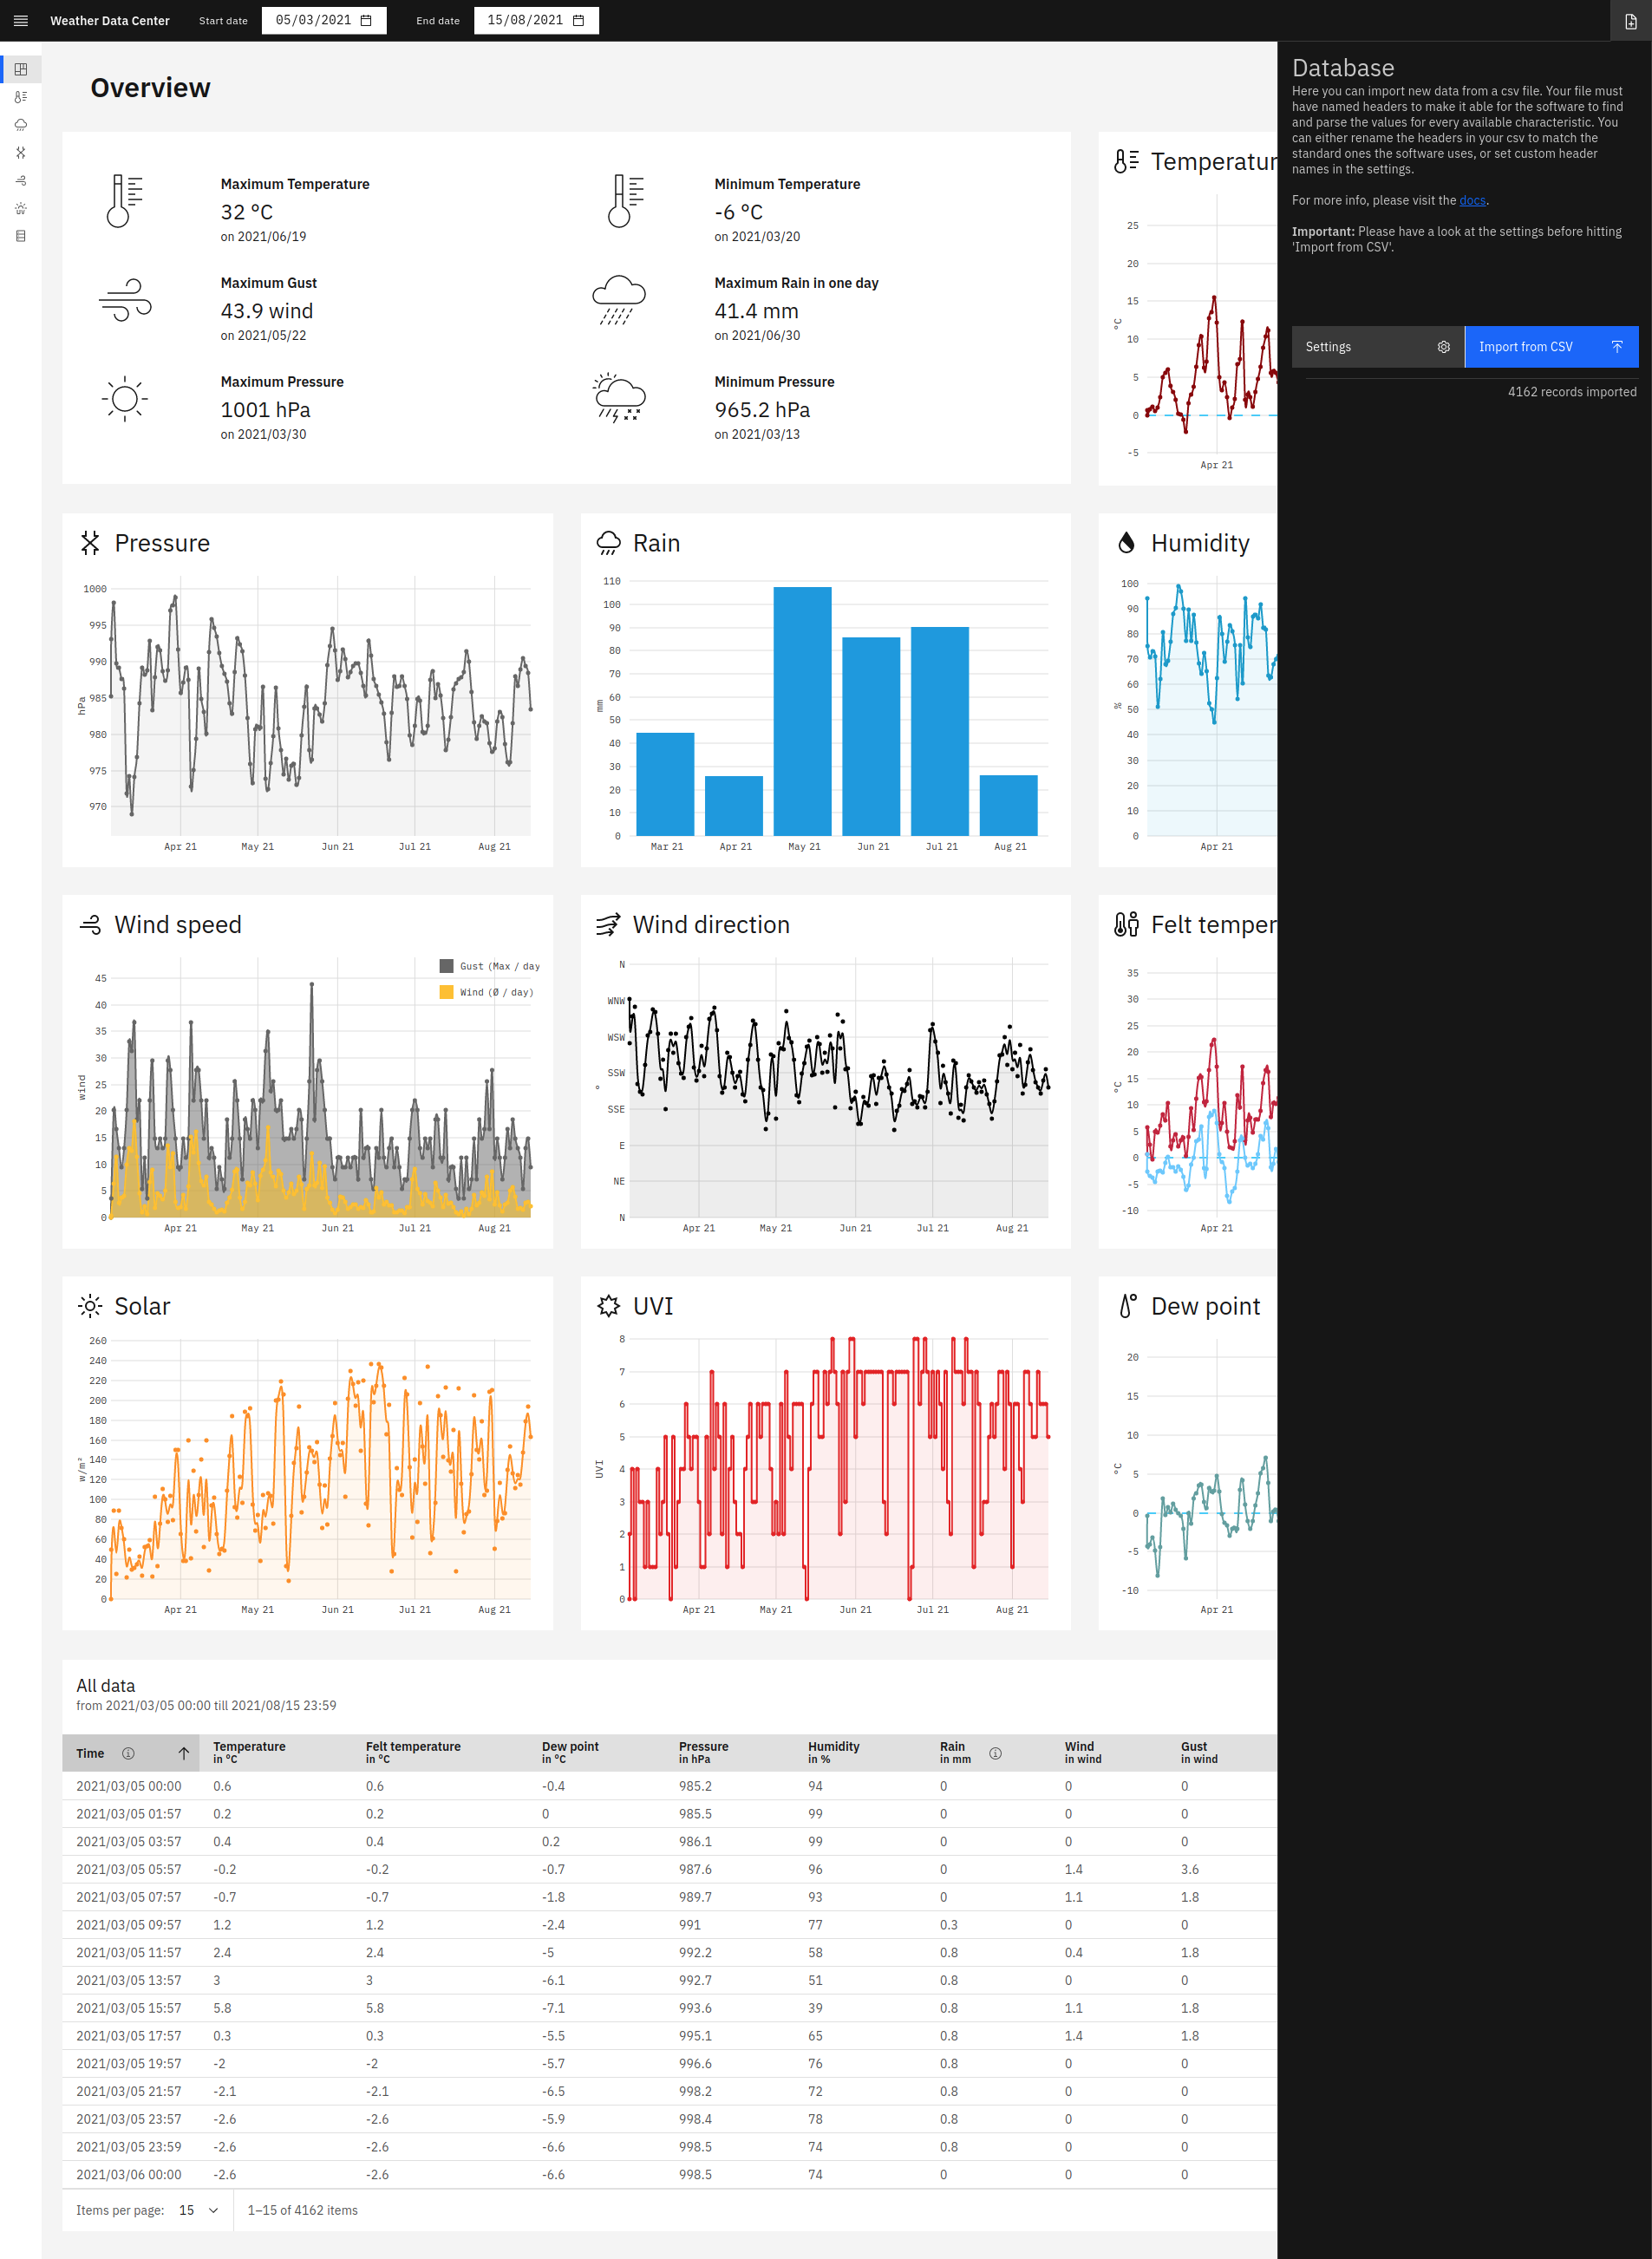 Weather Data Center
Start date
05/03/2021
End date
15/08/2021
Overview
Maximum Temperature
32 °C
on 2021/06/19
Minimum Temperature
-6 °C
on 2021/03/20
Maximum Gust
43.9 wind
on 2021/05/22
Maximum Rain in one day
41.4 mm
on 2021/06/30
Maximum Pressure
1001 hPa
on 2021/03/30
Minimum Pressure
965.2 hPa
on 2021/03/13
Temperatur
25
20
15
10
5
0
-5
°C
Apr 21
Database
Here you can import new data from a csv file. Your file must
have named headers to make it able for the software to find
and parse the values for every available characteristic. You
can either rename the headers in your csv to match the
standard ones the software uses, or set custom header
names in the settings.
For more info, please visit the docs.
Important: Please have a look at the settings before hitting
'Import from CSV'.
Settings
Import from CSV
4162 records imported
Pressure
1000
995
990
985
980
975
970
hPa
Apr 21 May 21 Jun 21 Jul 21 Aug 21
Rain
110
100
90
80
70
60
50
40
30
20
10
0
mm
Mar 21 Apr 21 May 21 Jun 21 Jul 21 Aug 21
Humidity
100
90
80
70
60
50
40
30
20
10
0
%
Apr 21
Wind speed
Gust (Max / day
Wind (Ø / day)
45
40
35
30
25
20
15
10
5
0
wind
Apr 21 May 21 Jun 21 Jul 21 Aug 21
Wind direction
N
WNW
WSW
SSW
SSE
E
NE
N
°
Apr 21 May 21 Jun 21 Jul 21 Aug 21
Felt temper
35
30
25
20
15
10
5
0
-5
-10
°C
Apr 21
Solar
260
240
220
200
180
160
140
120
100
80
60
40
20
0
w/m²
Apr 21 May 21 Jun 21 Jul 21 Aug 21
UVI
8
7
6
5
4
3
2
1
0
UVI
Apr 21 May 21 Jun 21 Jul 21 Aug 21
Dew point
20
15
10
5
0
-5
-10
°C
Apr 21
All data
from 2021/03/05 00:00 till 2021/08/15 23:59
Time Temperature Felt temperature Dew point Pressure Humidity Rain Wind Gust
in °C in °C in °C in hPa in % in mm in wind in wind
2021/03/05 00:00 0.6 0.6 -0.4 985.2 94 0 0 0
2021/03/05 01:57 0.2 0.2 0 985.5 99 0 0 0
2021/03/05 03:57 0.4 0.4 0.2 986.1 99 0 0 0
2021/03/05 05:57 -0.2 -0.2 -0.7 987.6 96 0 1.4 3.6
2021/03/05 07:57 -0.7 -0.7 -1.8 989.7 93 0 1.1 1.8
2021/03/05 09:57 1.2 1.2 -2.4 991 77 0.3 0 0
2021/03/05 11:57 2.4 2.4 -5 992.2 58 0.8 0.4 1.8
2021/03/05 13:57 3 3 -6.1 992.7 51 0.8 0 0
2021/03/05 15:57 5.8 5.8 -7.1 993.6 39 0.8 1.1 1.8
2021/03/05 17:57 0.3 0.3 -5.5 995.1 65 0.8 1.4 1.8
2021/03/05 19:57 -2 -2 -5.7 996.6 76 0.8 0 0
2021/03/05 21:57 -2.1 -2.1 -6.5 998.2 72 0.8 0 0
2021/03/05 23:57 -2.6 -2.6 -5.9 998.4 78 0.8 0 0
2021/03/05 23:59 -2.6 -2.6 -6.6 998.5 74 0.8 0 0
2021/03/06 00:00 -2.6 -2.6 -6.6 998.5 74 0 0 0
Items per page: 15 1–15 of 4162 items